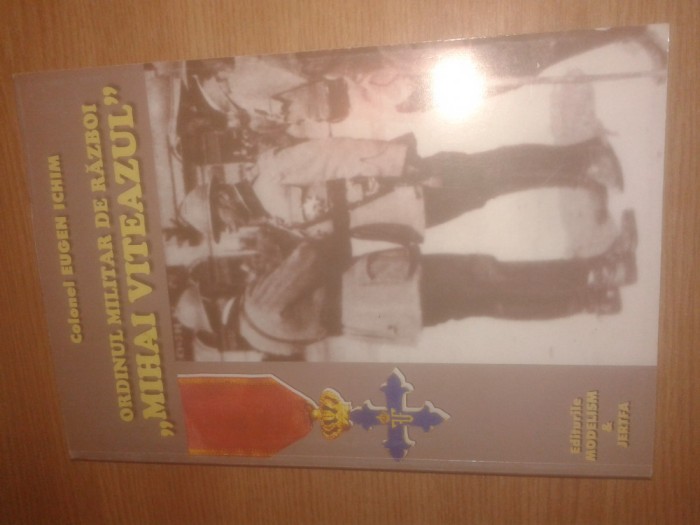 Colonel EUGEN ICHIM
ORDINUL MILITAR DE RĂZBOI
„MIHAI VITEAZUL”
Editurile
MODELISM
&
JERTFA